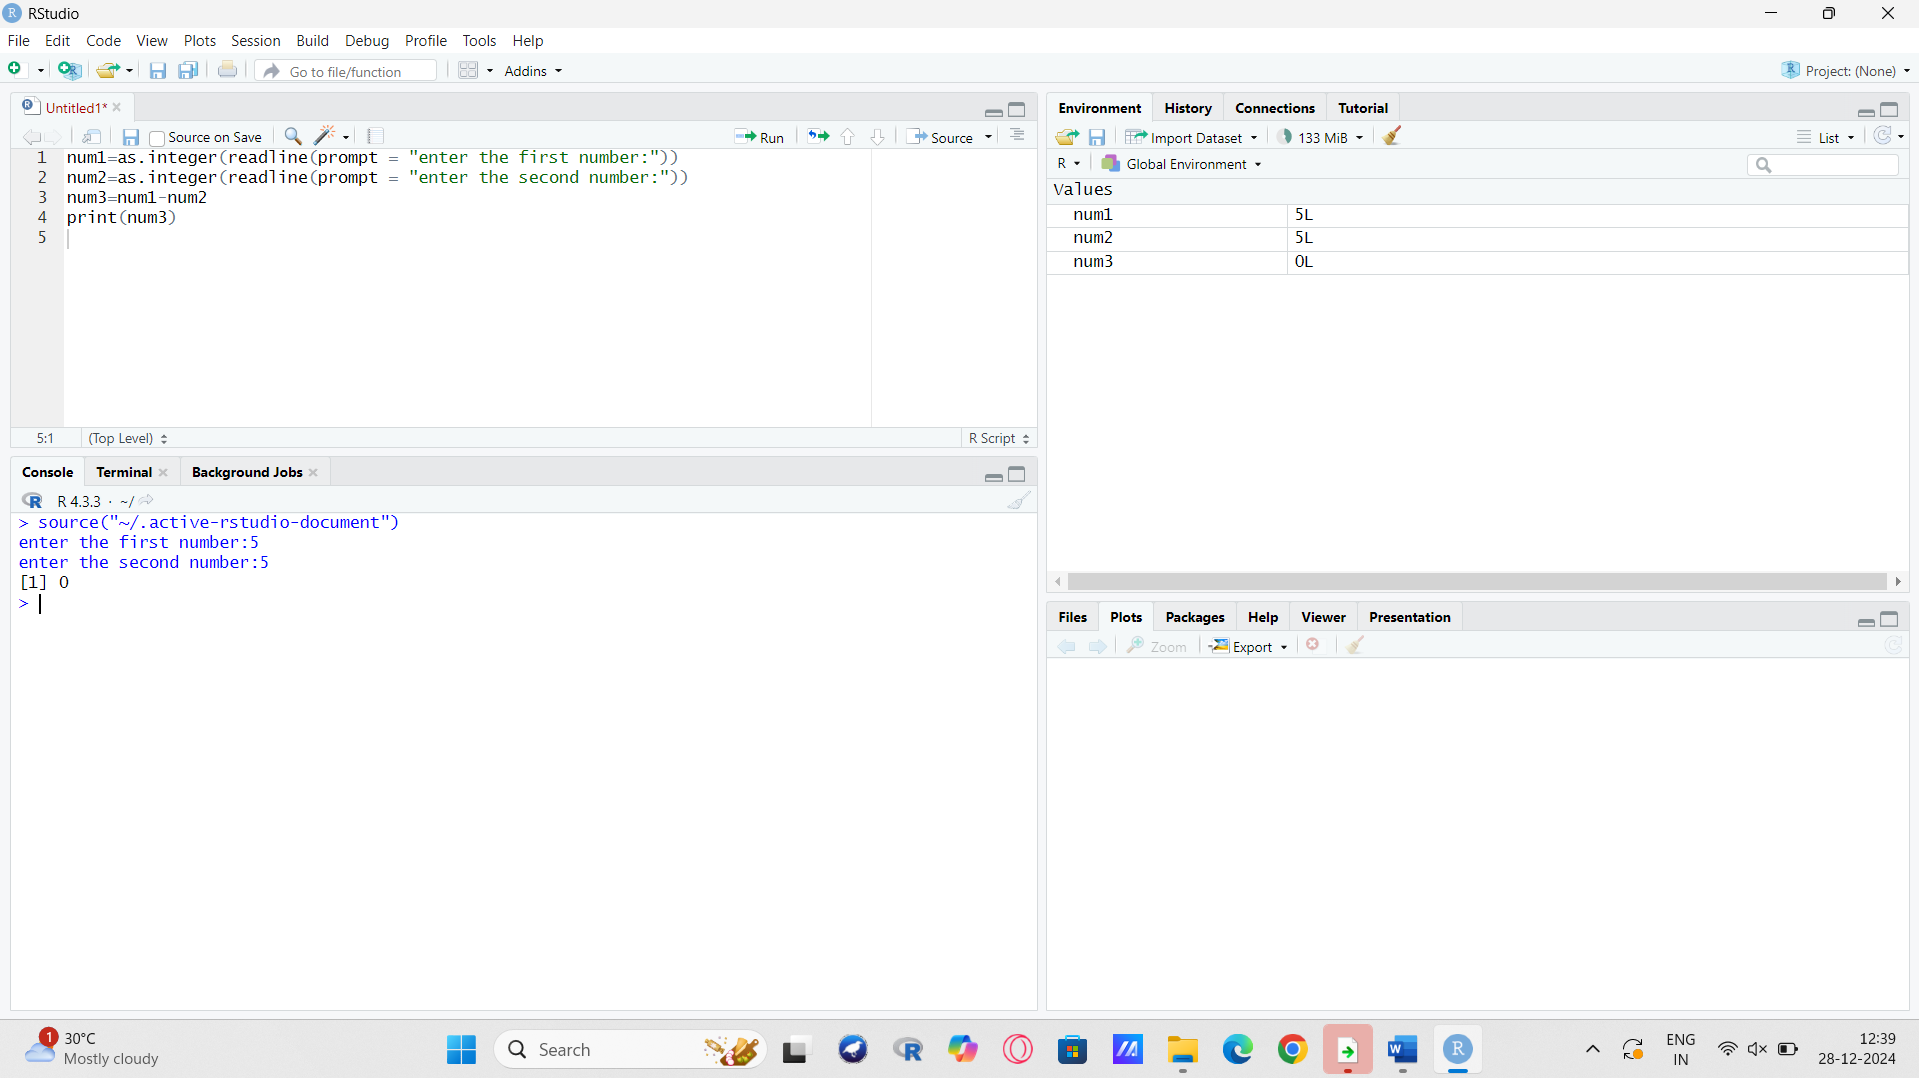 RStudio
File Edit Code View Plots Session Build Debug Profile Tools Help
Go to file/function Addins Project: (None)
Untitled1*
Source on Save Run Source
1 num1=as.integer(readline(prompt = "enter the first number:"))
2 num2=as.integer(readline(prompt = "enter the second number:"))
3 num3=num1-num2
4 print(num3)
5
5:1 (Top Level) R Script
Console Terminal Background Jobs
R 4.3.3 · ~/
> source("~/.active-rstudio-document")
enter the first number:5
enter the second number:5
[1] 0
>
Environment History Connections Tutorial
Import Dataset 133 MiB List
R Global Environment
Values
num1 5L
num2 5L
num3 0L
Files Plots Packages Help Viewer Presentation
Zoom Export
1 30°C
Mostly cloudy
Search
ENG
IN
12:39
28-12-2024